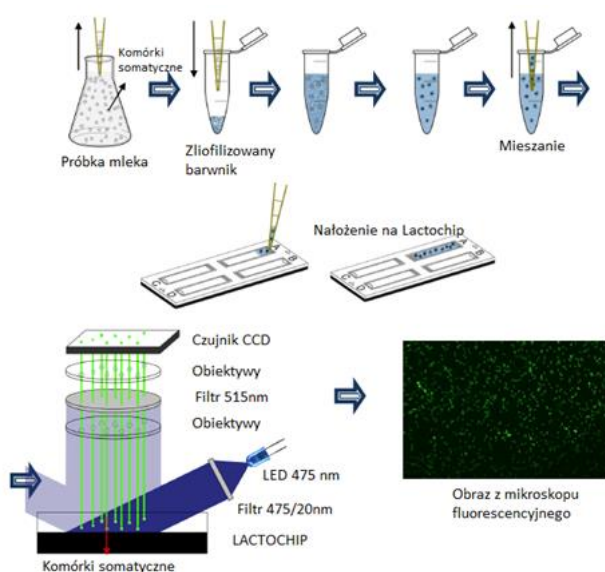 Komórki
somatyczne
Próbka mleka
Zliofilizowany
barwnik
Mieszanie
Nałożenie na Lactochip
A
B
C
D
A
B
C
D
Czujnik CCD
Obiektywy
Filtr 515nm
Obiektywy
LED 475 nm
Filtr 475/20nm
LACTOCHIP
Komórki somatyczne
Obraz z mikroskopu
fluorescencyjnego